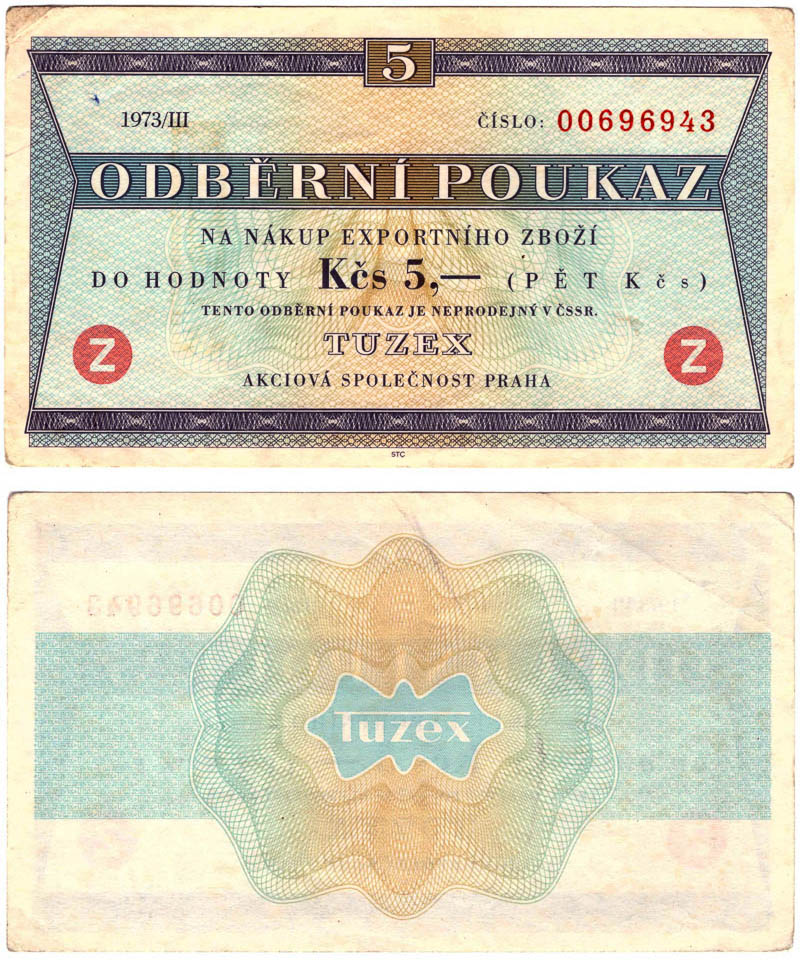 5
1973/III
ČÍSLO: 00696943
ODBĚRNÍ POUKAZ
NA NÁKUP EXPORTNÍHO ZBOŽÍ
DO HODNOTY Kčs 5,— (PĚT Kčs)
TENTO ODBĚRNÍ POUKAZ JE NEPRODEJNÝ V ČSSR.
Z TUZEX Z
AKCIOVÁ SPOLEČNOST PRAHA
STC
00696943
Tuzex